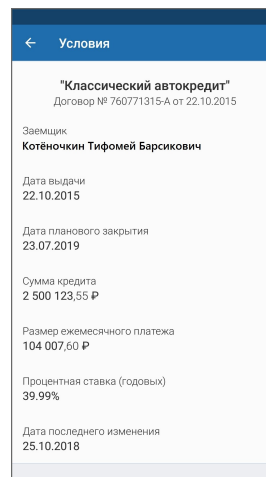 ← Условия
"Классический автокредит"
Договор № 760771315-А от 22.10.2015
Заемщик
Котёночкин Тифомей Барсикович
Дата выдачи
22.10.2015
Дата планового закрытия
23.07.2019
Сумма кредита
2 500 123,55 ₽
Размер ежемесячного платежа
104 007,60 ₽
Процентная ставка (годовых)
39.99%
Дата последнего изменения
25.10.2018